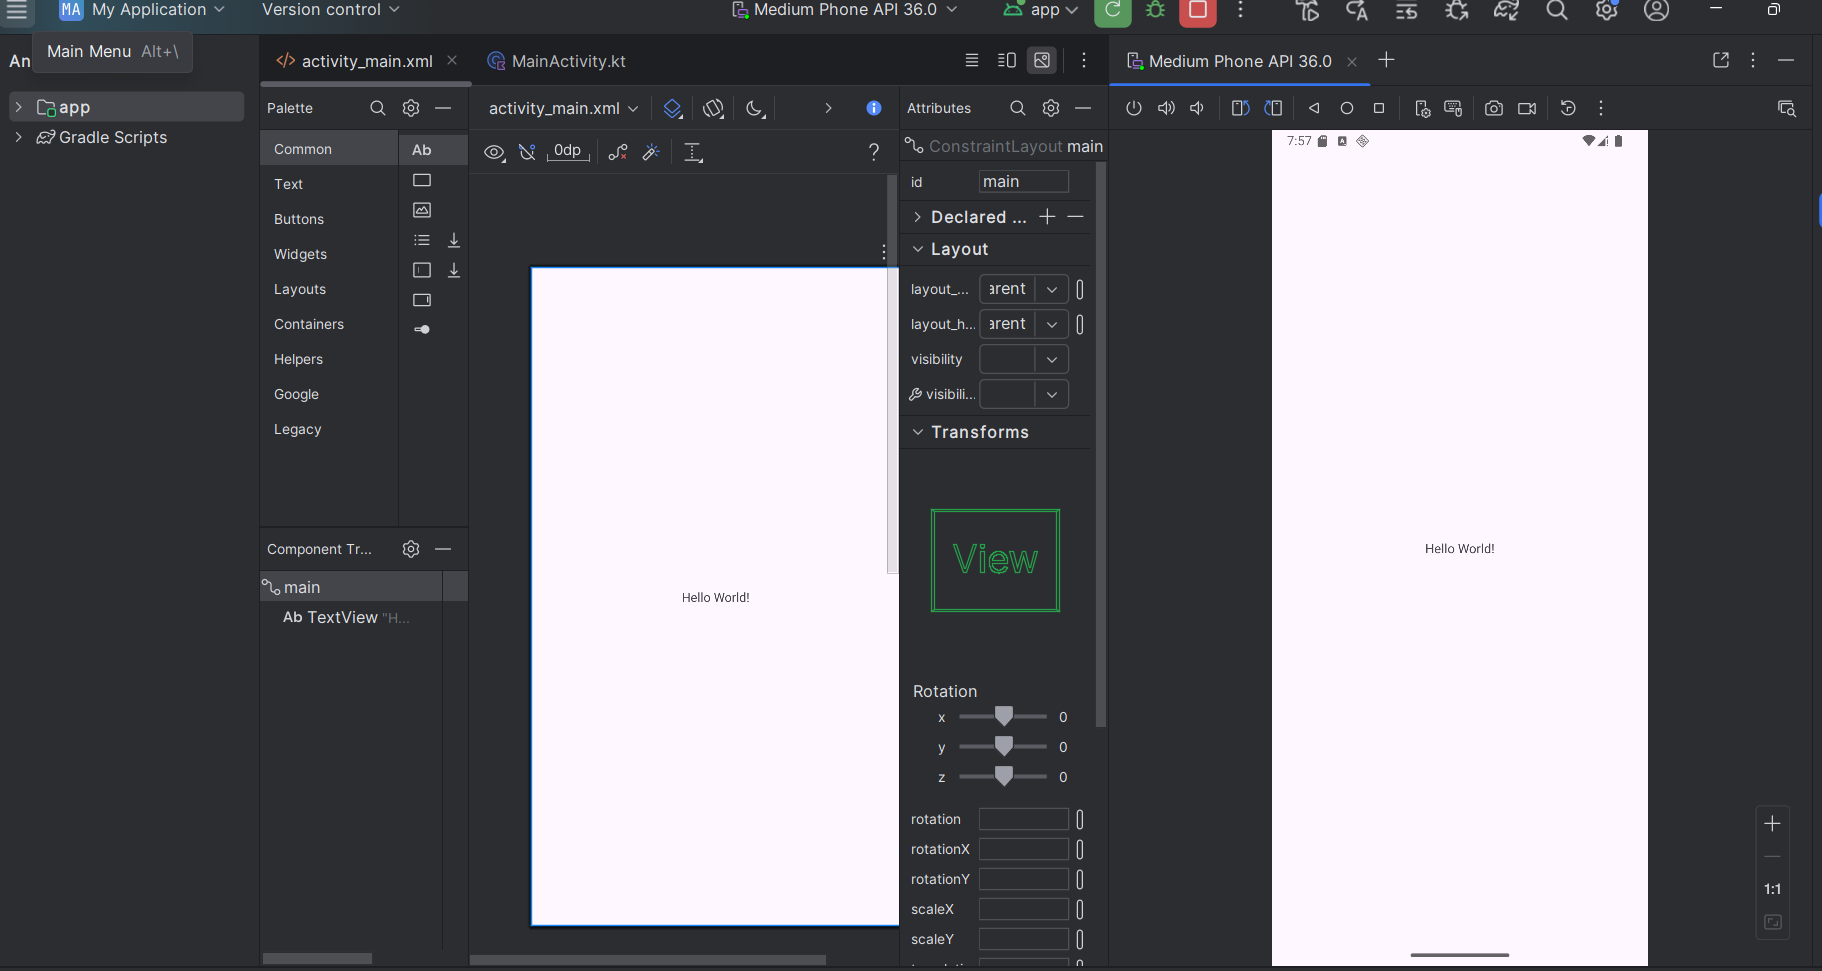 MA My Application
Version control
Medium Phone API 36.0
app
Main Menu Alt+\
An
activity_main.xml
MainActivity.kt
Medium Phone API 36.0
app
Gradle Scripts
Palette
Common
Text
Buttons
Widgets
Layouts
Containers
Helpers
Google
Legacy
Ab
Component Tr...
main
Ab TextView "H...
activity_main.xml
0dp
?
Hello World!
Attributes
ConstraintLayout main
id main
Declared ...
Layout
layout_... arent
layout_h... arent
visibility
visibili...
Transforms
View
Rotation
x 0
y 0
z 0
rotation
rotationX
rotationY
scaleX
scaleY
7:57
Hello World!
1:1